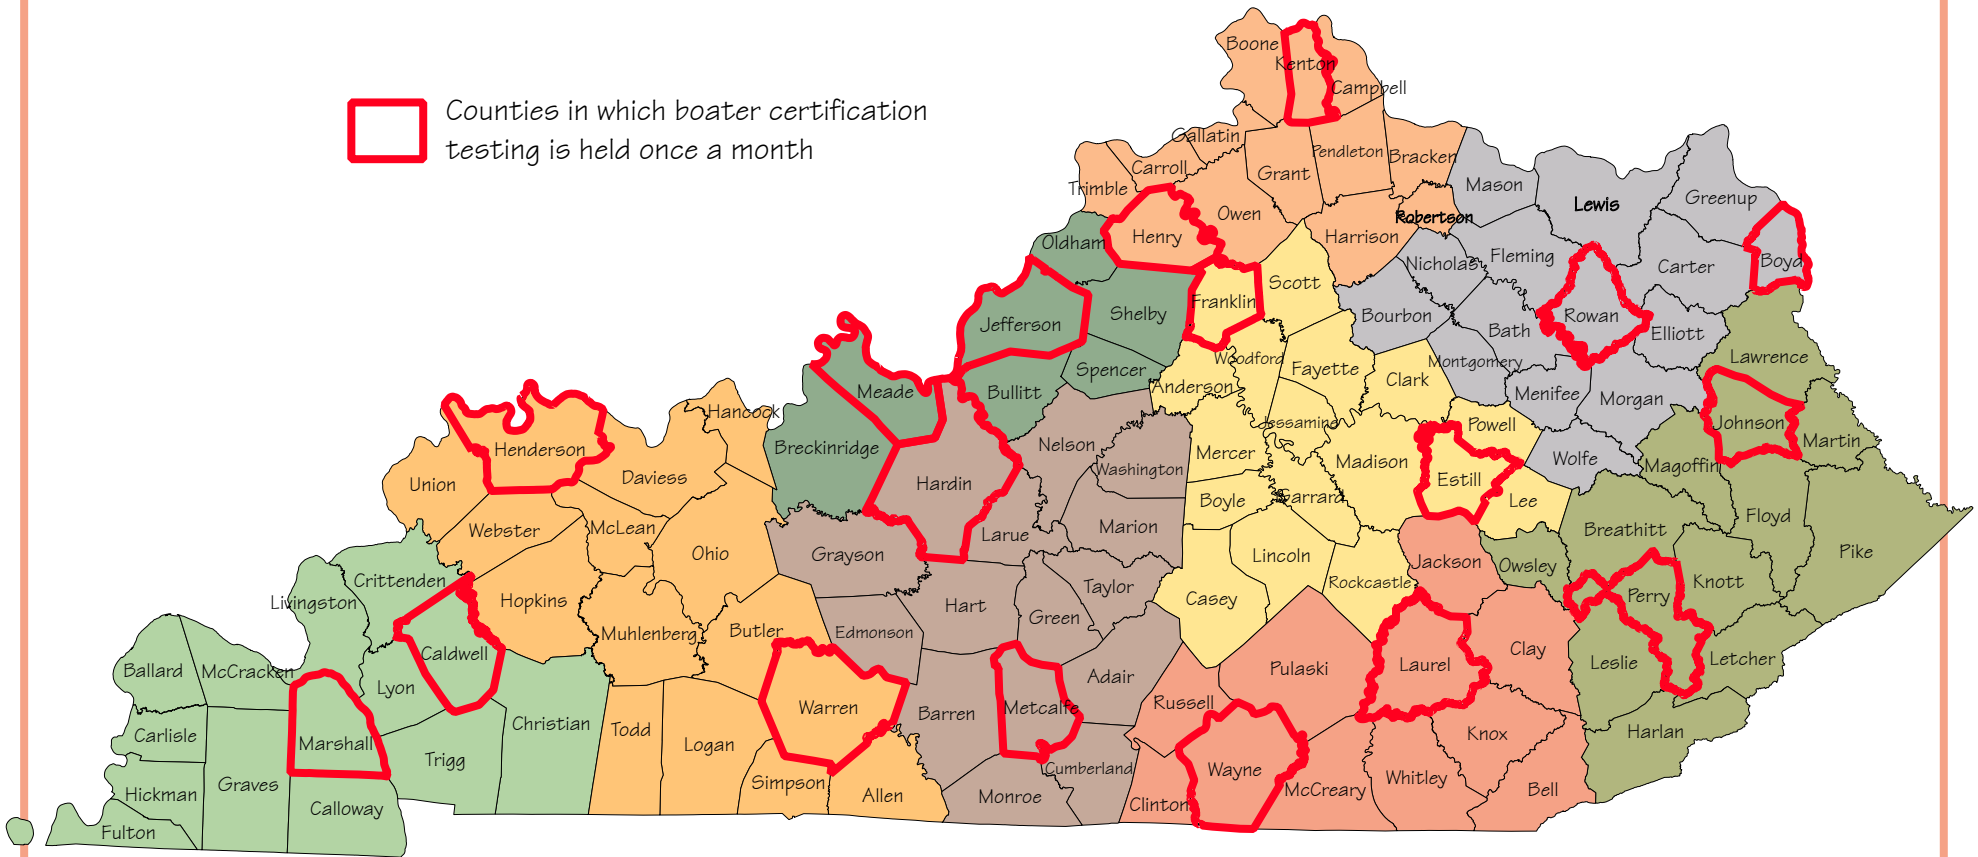 Counties in which boater certification
testing is held once a month
Boone
Kenton
Campbell
Gallatin
Carroll
Trimble
Grant
Pendleton
Bracken
Owen
Henry
Harrison
Robertson
Mason
Lewis
Greenup
Boyd
Carter
Fleming
Nicholas
Rowan
Elliott
Bath
Bourbon
Montgomery
Menifee
Morgan
Wolfe
Oldham
Jefferson
Shelby
Spencer
Bullitt
Meade
Breckinridge
Franklin
Scott
Woodford
Fayette
Clark
Anderson
Jessamine
Powell
Mercer
Madison
Estill
Lee
Boyle
Garrard
Lincoln
Rockcastle
Casey
Lawrence
Johnson
Martin
Magoffin
Floyd
Pike
Breathitt
Owsley
Perry
Knott
Leslie
Letcher
Harlan
Nelson
Washington
Hardin
Larue
Marion
Grayson
Hart
Green
Taylor
Edmonson
Barren
Metcalfe
Adair
Cumberland
Monroe
Hancock
Henderson
Daviess
Union
Webster
McLean
Ohio
Hopkins
Muhlenberg
Butler
Warren
Todd
Logan
Simpson
Allen
Crittenden
Livingston
Caldwell
Lyon
Christian
Trigg
Ballard
McCracken
Marshall
Carlisle
Graves
Hickman
Calloway
Fulton
Jackson
Clay
Laurel
Pulaski
Russell
Wayne
Clinton
McCreary
Whitley
Knox
Bell